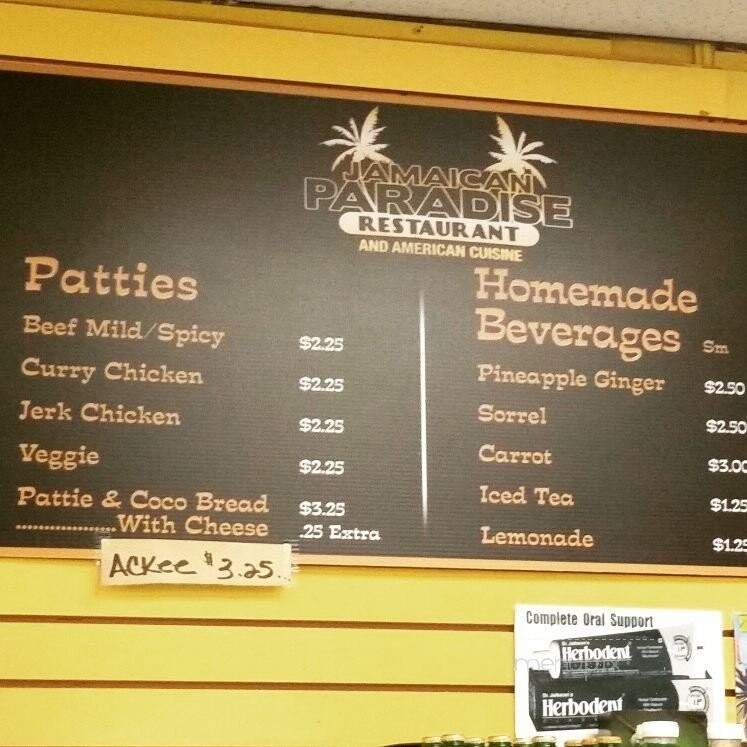 JAMAICAN
PARADISE
RESTAURANT
AND AMERICAN CUISINE
Patties
Beef Mild/Spicy $2.25
Curry Chicken $2.25
Jerk Chicken $2.25
Veggie $2.25
Pattie & Coco Bread $3.25
..................With Cheese .25 Extra
ACKee $3.25..
Homemade
Beverages Sm
Pineapple Ginger $2.50
Sorrel $2.50
Carrot $3.00
Iced Tea $1.25
Lemonade $1.25
Complete Oral Support
Herbodent
Herbodent